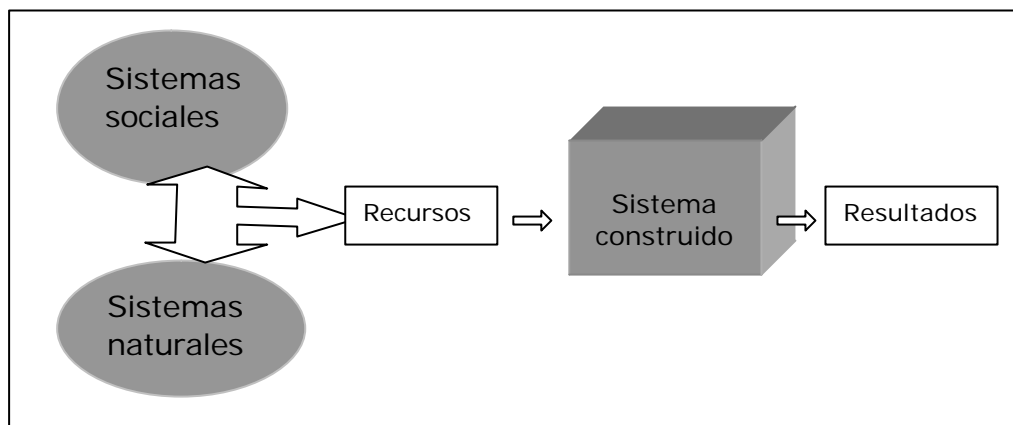 Sistemas
sociales
Recursos
Sistema
construido
Resultados
Sistemas
naturales